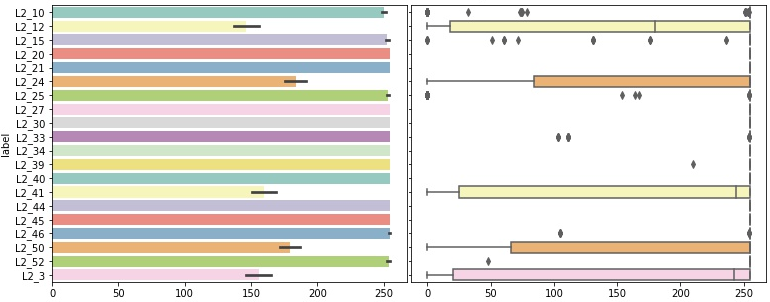 L2_10
L2_12
L2_15
L2_20
L2_21
L2_24
L2_25
L2_27
L2_30
L2_33
L2_34
L2_39
L2_40
L2_41
L2_44
L2_45
L2_46
L2_50
L2_52
L2_3
label
0 50 100 150 200 250
0 50 100 150 200 250